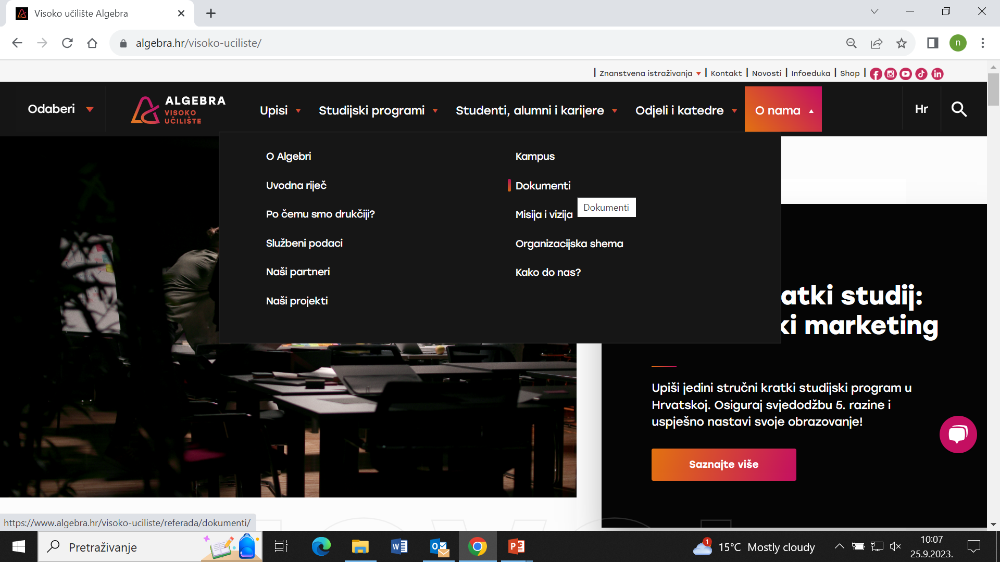 Visoko učilište Algebra
algebra.hr/visoko-uciliste/
n
Znanstvena istraživanja
Kontakt
Novosti
Infoeduka
Shop
Odaberi
ALGEBRA
VISOKO
UČILIŠTE
Upisi
Studijski programi
Studenti, alumni i karijere
Odjeli i katedre
O nama
Hr
O Algebri
Uvodna riječ
Po čemu smo drukčiji?
Službeni podaci
Naši partneri
Naši projekti
Kampus
Dokumenti
Dokumenti
Misija i vizija
Organizacijska shema
Kako do nas?
atki studij:
ki marketing
Upiši jedini stručni kratki studijski program u
Hrvatskoj. Osiguraj svjedodžbu 5. razine i
uspješno nastavi svoje obrazovanje!
Saznajte više
https://www.algebra.hr/visoko-uciliste/referada/dokumenti/
Pretraživanje
1
15°C Mostly cloudy
10:07
25.9.2023.